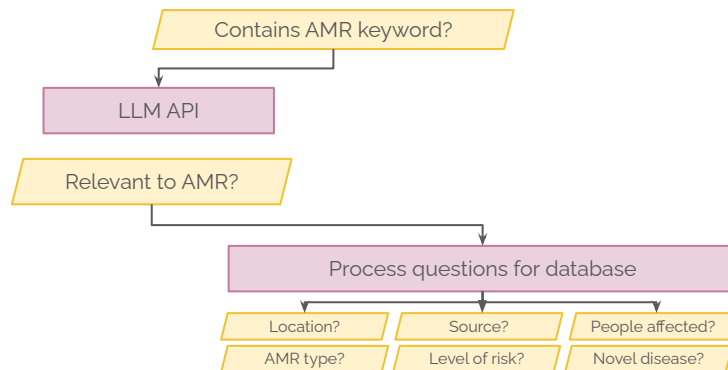 Contains AMR keyword?
LLM API
Relevant to AMR?
Process questions for database
Location?
Source?
People affected?
AMR type?
Level of risk?
Novel disease?